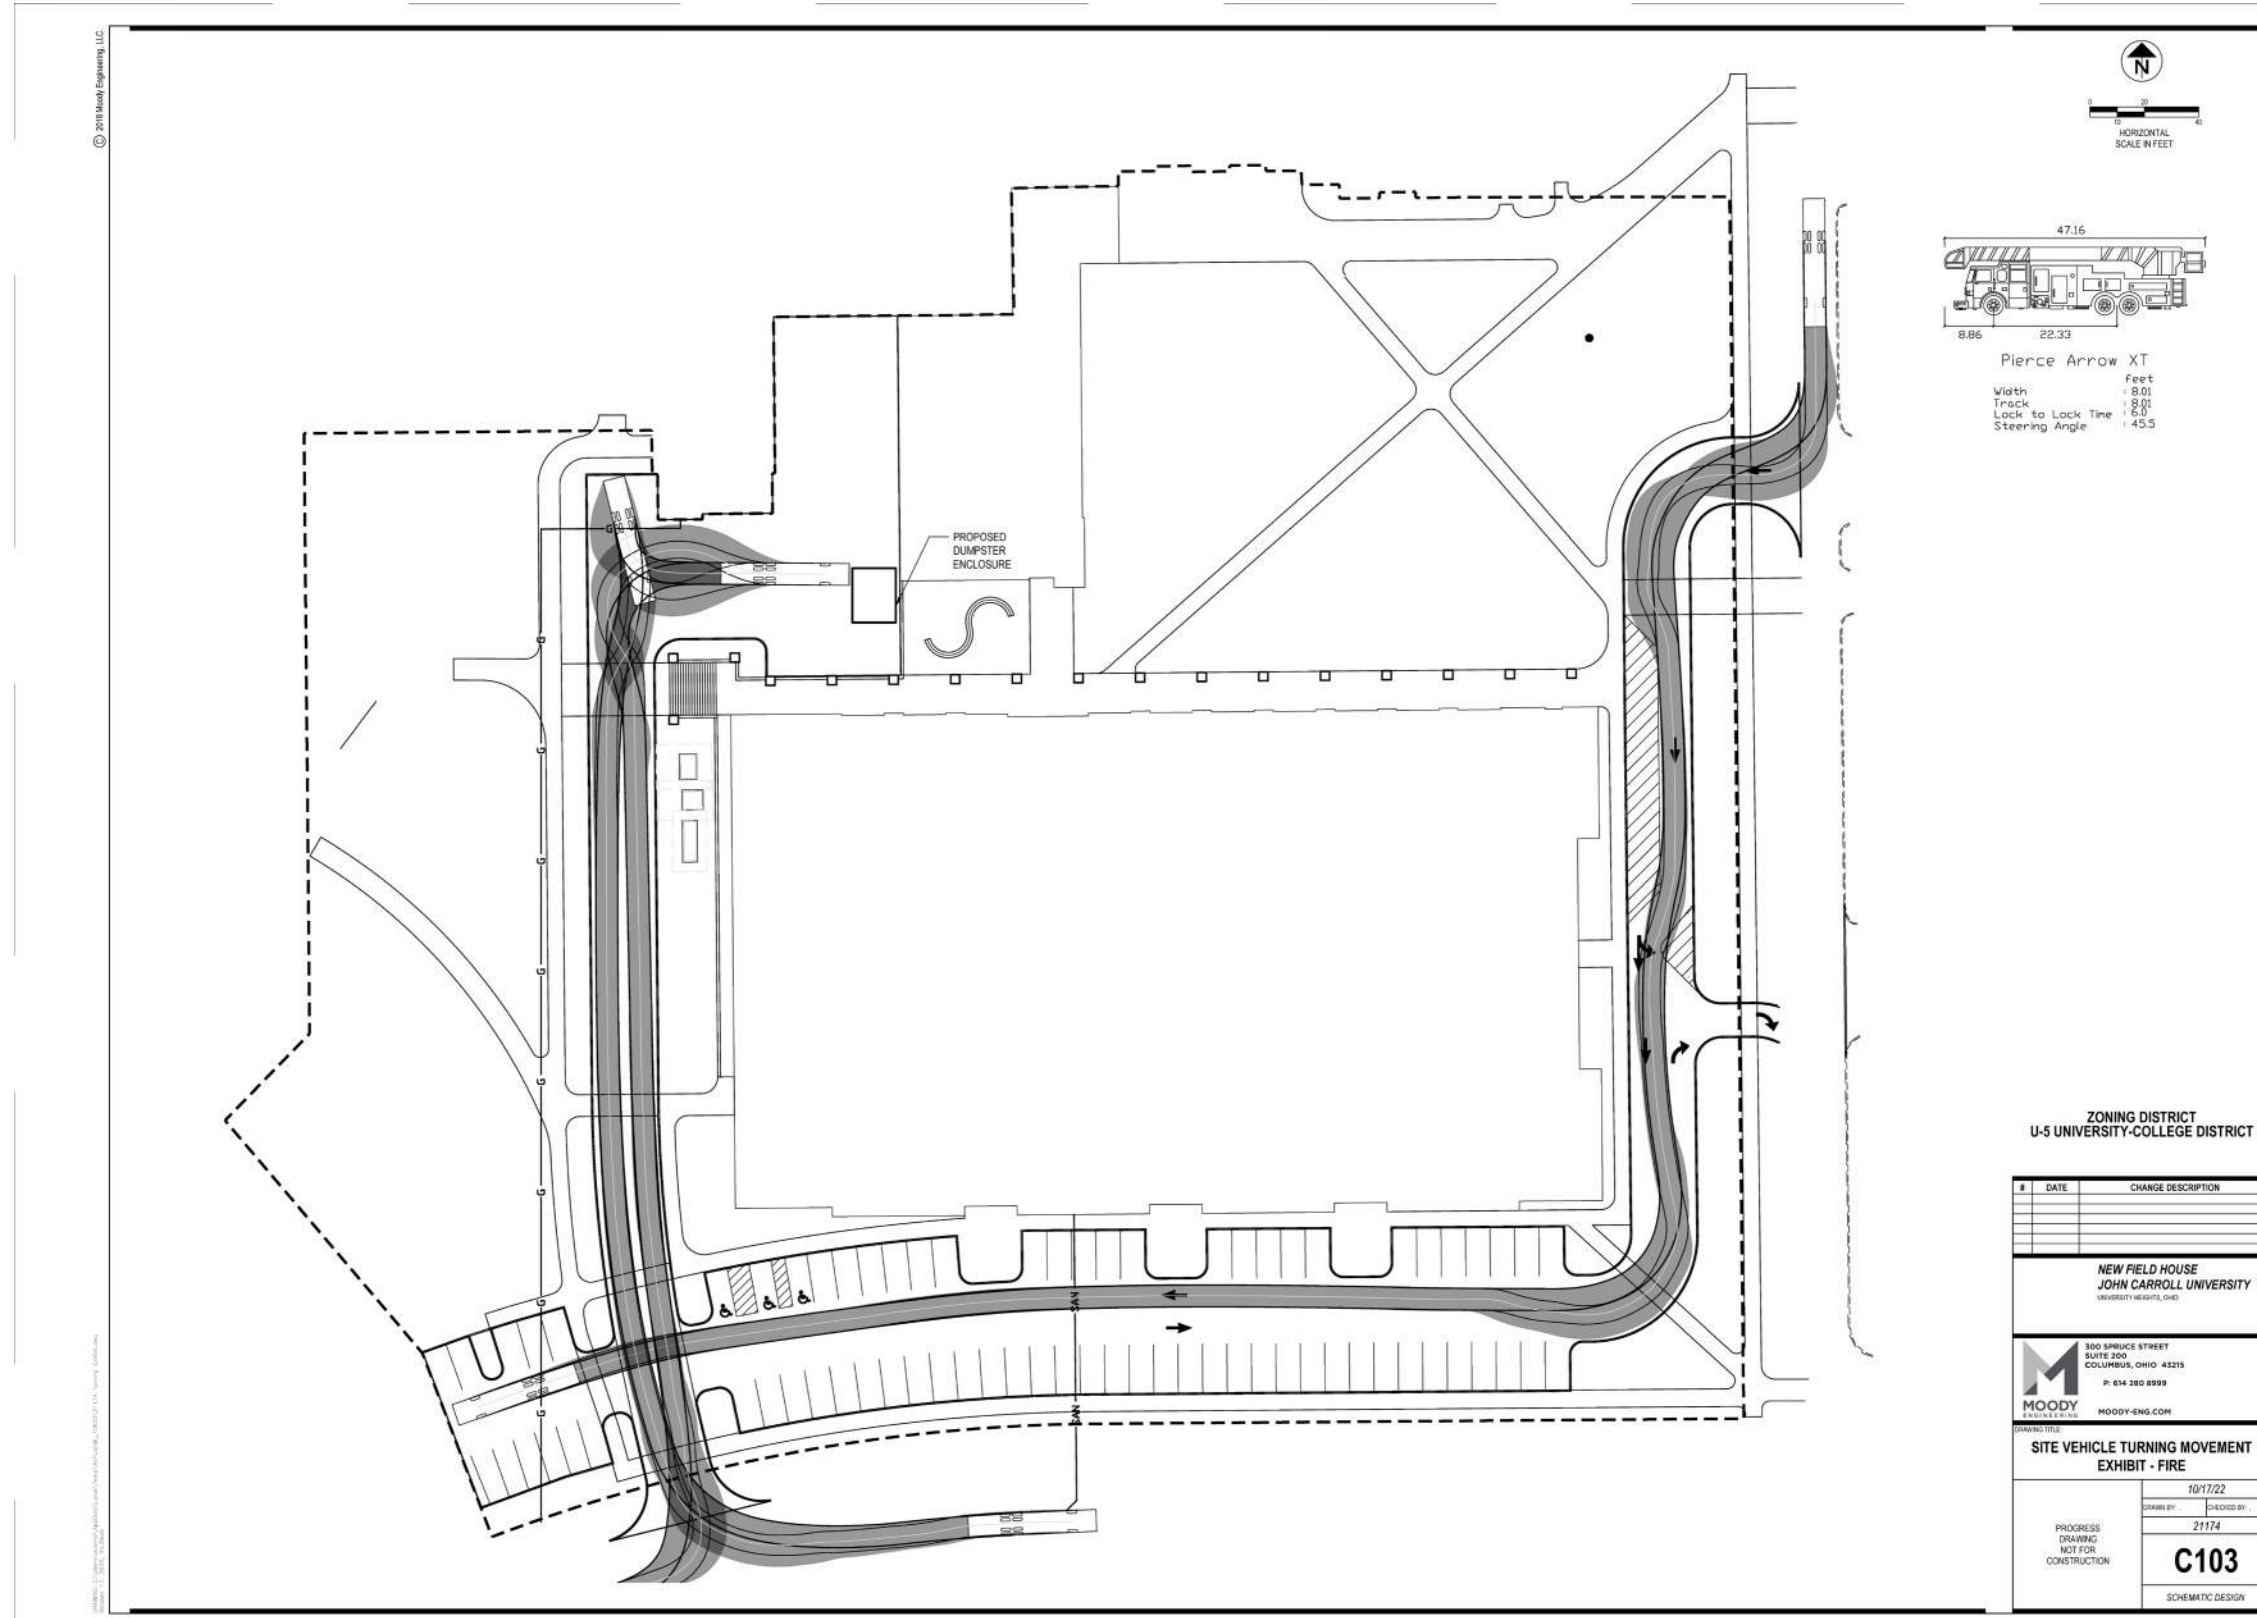 © 2018 Moody Engineering, LLC
N
0 20
10 40
HORIZONTAL
SCALE IN FEET
47.16
8.86 22.33
Pierce Arrow XT
feet
Width : 8.01
Track : 8.01
Lock to Lock Time : 6.0
Steering Angle : 45.5
PROPOSED
DUMPSTER
ENCLOSURE
G
G
G
G
G
G
G
G
G
SAN
SAN
ZONING DISTRICT
U-5 UNIVERSITY-COLLEGE DISTRICT
# DATE CHANGE DESCRIPTION
NEW FIELD HOUSE
JOHN CARROLL UNIVERSITY
UNIVERSITY HEIGHTS, OHIO
300 SPRUCE STREET
SUITE 200
COLUMBUS, OHIO 43215
P: 614 280 8999
MOODY
ENGINEERING
MOODY-ENG.COM
DRAWING TITLE:
SITE VEHICLE TURNING MOVEMENT
EXHIBIT - FIRE
10/17/22
DRAWN BY: . CHECKED BY: .
21174
PROGRESS
DRAWING
NOT FOR
CONSTRUCTION
C103
SCHEMATIC DESIGN